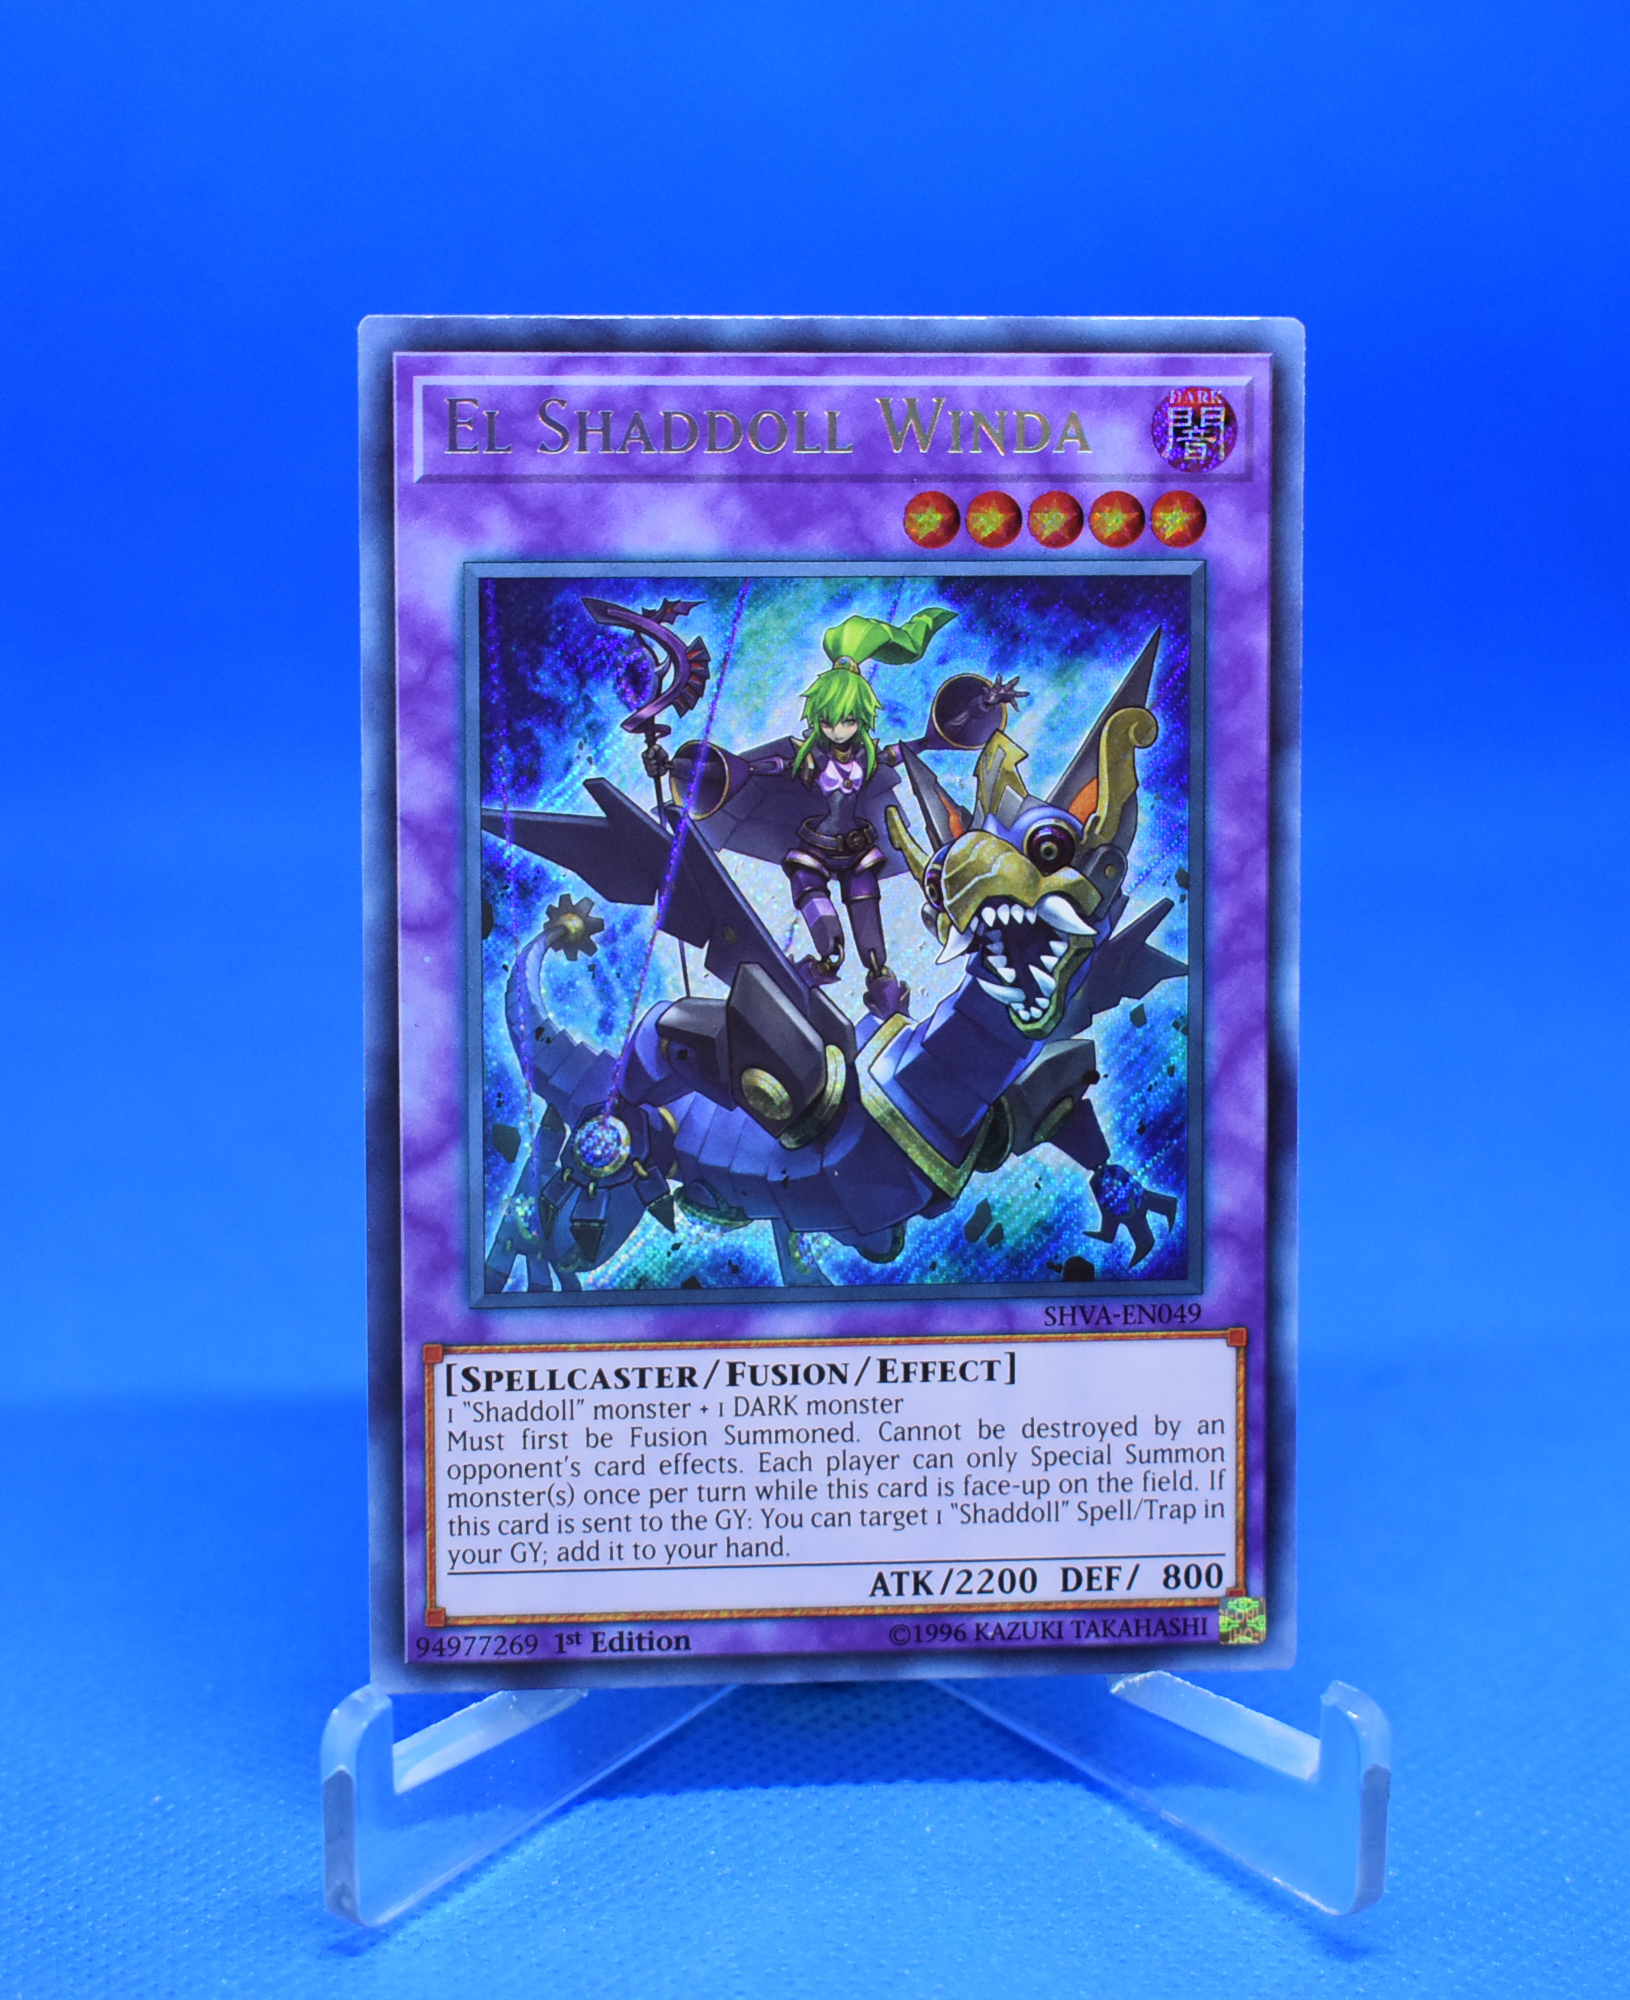 El Shaddoll Winda
DARK
闇
SHVA-EN049
[Spellcaster/Fusion/Effect]
1 "Shaddoll" monster + 1 DARK monster
Must first be Fusion Summoned. Cannot be destroyed by an
opponent's card effects. Each player can only Special Summon
monster(s) once per turn while this card is face-up on the field. If
this card is sent to the GY: You can target 1 "Shaddoll" Spell/Trap in
your GY; add it to your hand.
ATK/2200 DEF/ 800
94977269 1st Edition
©1996 KAZUKI TAKAHASHI